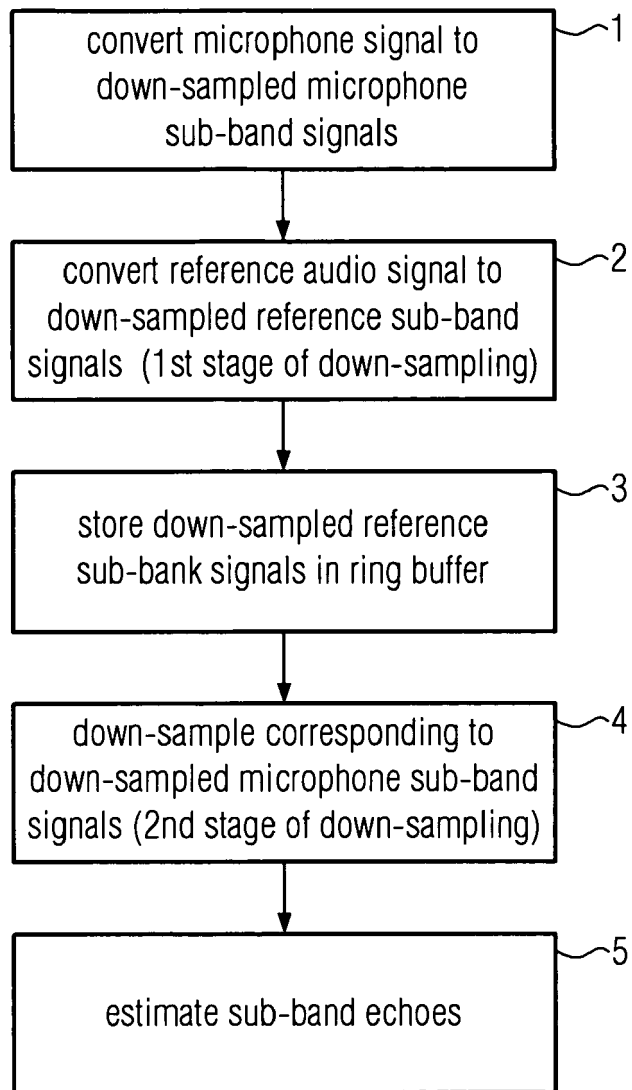 convert microphone signal to
down-sampled microphone
sub-band signals
1
convert reference audio signal to
down-sampled reference sub-band
signals (1st stage of down-sampling)
2
store down-sampled reference
sub-bank signals in ring buffer
3
down-sample corresponding to
down-sampled microphone sub-band
signals (2nd stage of down-sampling)
4
estimate sub-band echoes
5